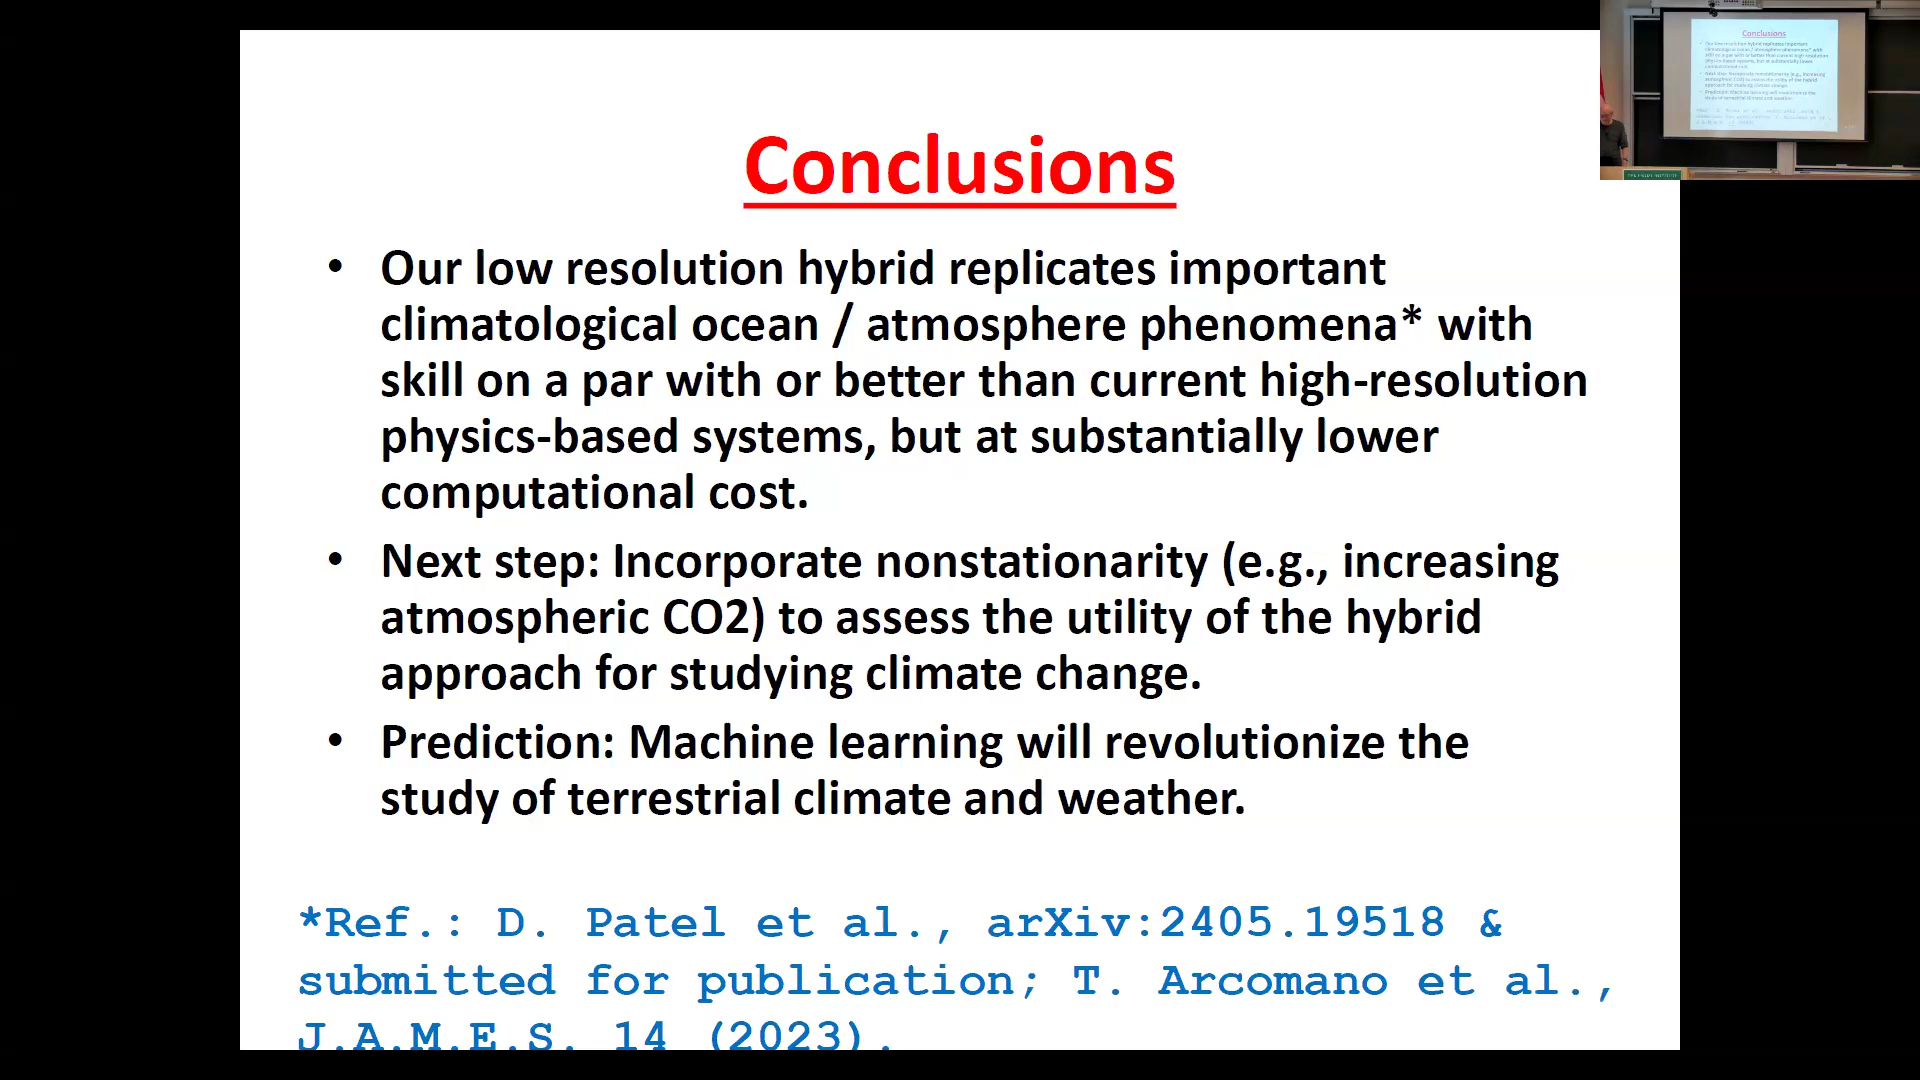 Conclusions
• Our low resolution hybrid replicates important
climatological ocean / atmosphere phenomena* with
skill on a par with or better than current high-resolution
physics-based systems, but at substantially lower
computational cost.
• Next step: Incorporate nonstationarity (e.g., increasing
atmospheric CO2) to assess the utility of the hybrid
approach for studying climate change.
• Prediction: Machine learning will revolutionize the
study of terrestrial climate and weather.
*Ref.: D. Patel et al., arXiv:2405.19518 &
submitted for publication; T. Arcomano et al.,
J.A.M.E.S. 14 (2023).
Conclusions